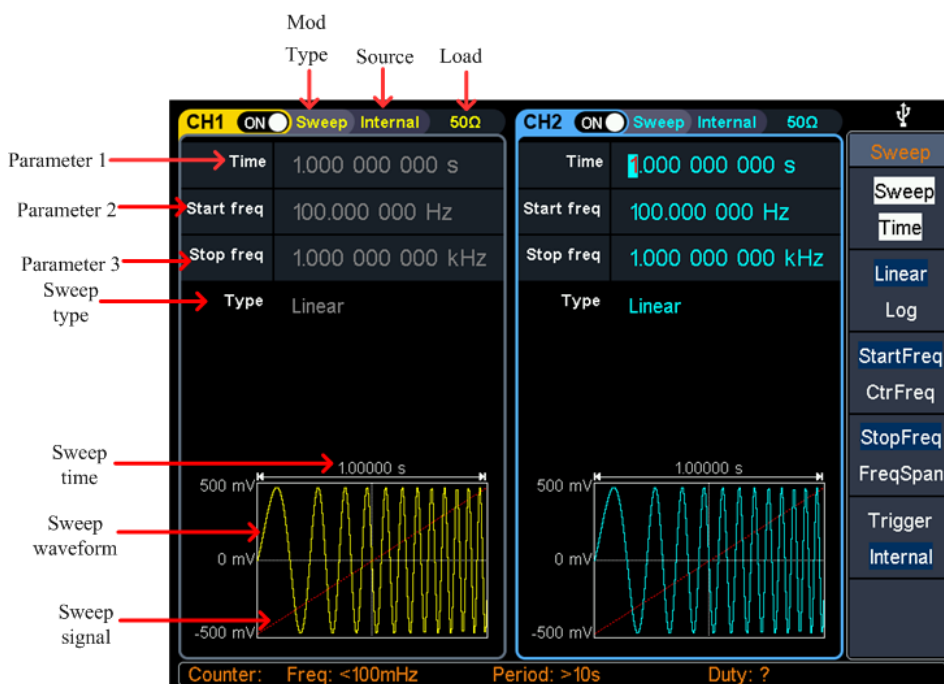 Mod
Type
Source
Load
CH1 ON Sweep Internal 50Ω
CH2 ON Sweep Internal 50Ω
Parameter 1
Time 1.000 000 000 s
Time 1.000 000 000 s
Parameter 2
Start freq 100.000 000 Hz
Start freq 100.000 000 Hz
Parameter 3
Stop freq 1.000 000 000 kHz
Stop freq 1.000 000 000 kHz
Sweep
type
Type Linear
Type Linear
Sweep
Sweep
Time
Linear
Log
StartFreq
CtrFreq
StopFreq
FreqSpan
Trigger
Internal
Sweep
time
1.00000 s
1.00000 s
500 mV
500 mV
Sweep
waveform
0 mV
0 mV
Sweep
signal
-500 mV
-500 mV
Counter: Freq: <100mHz Period: >10s Duty: ?